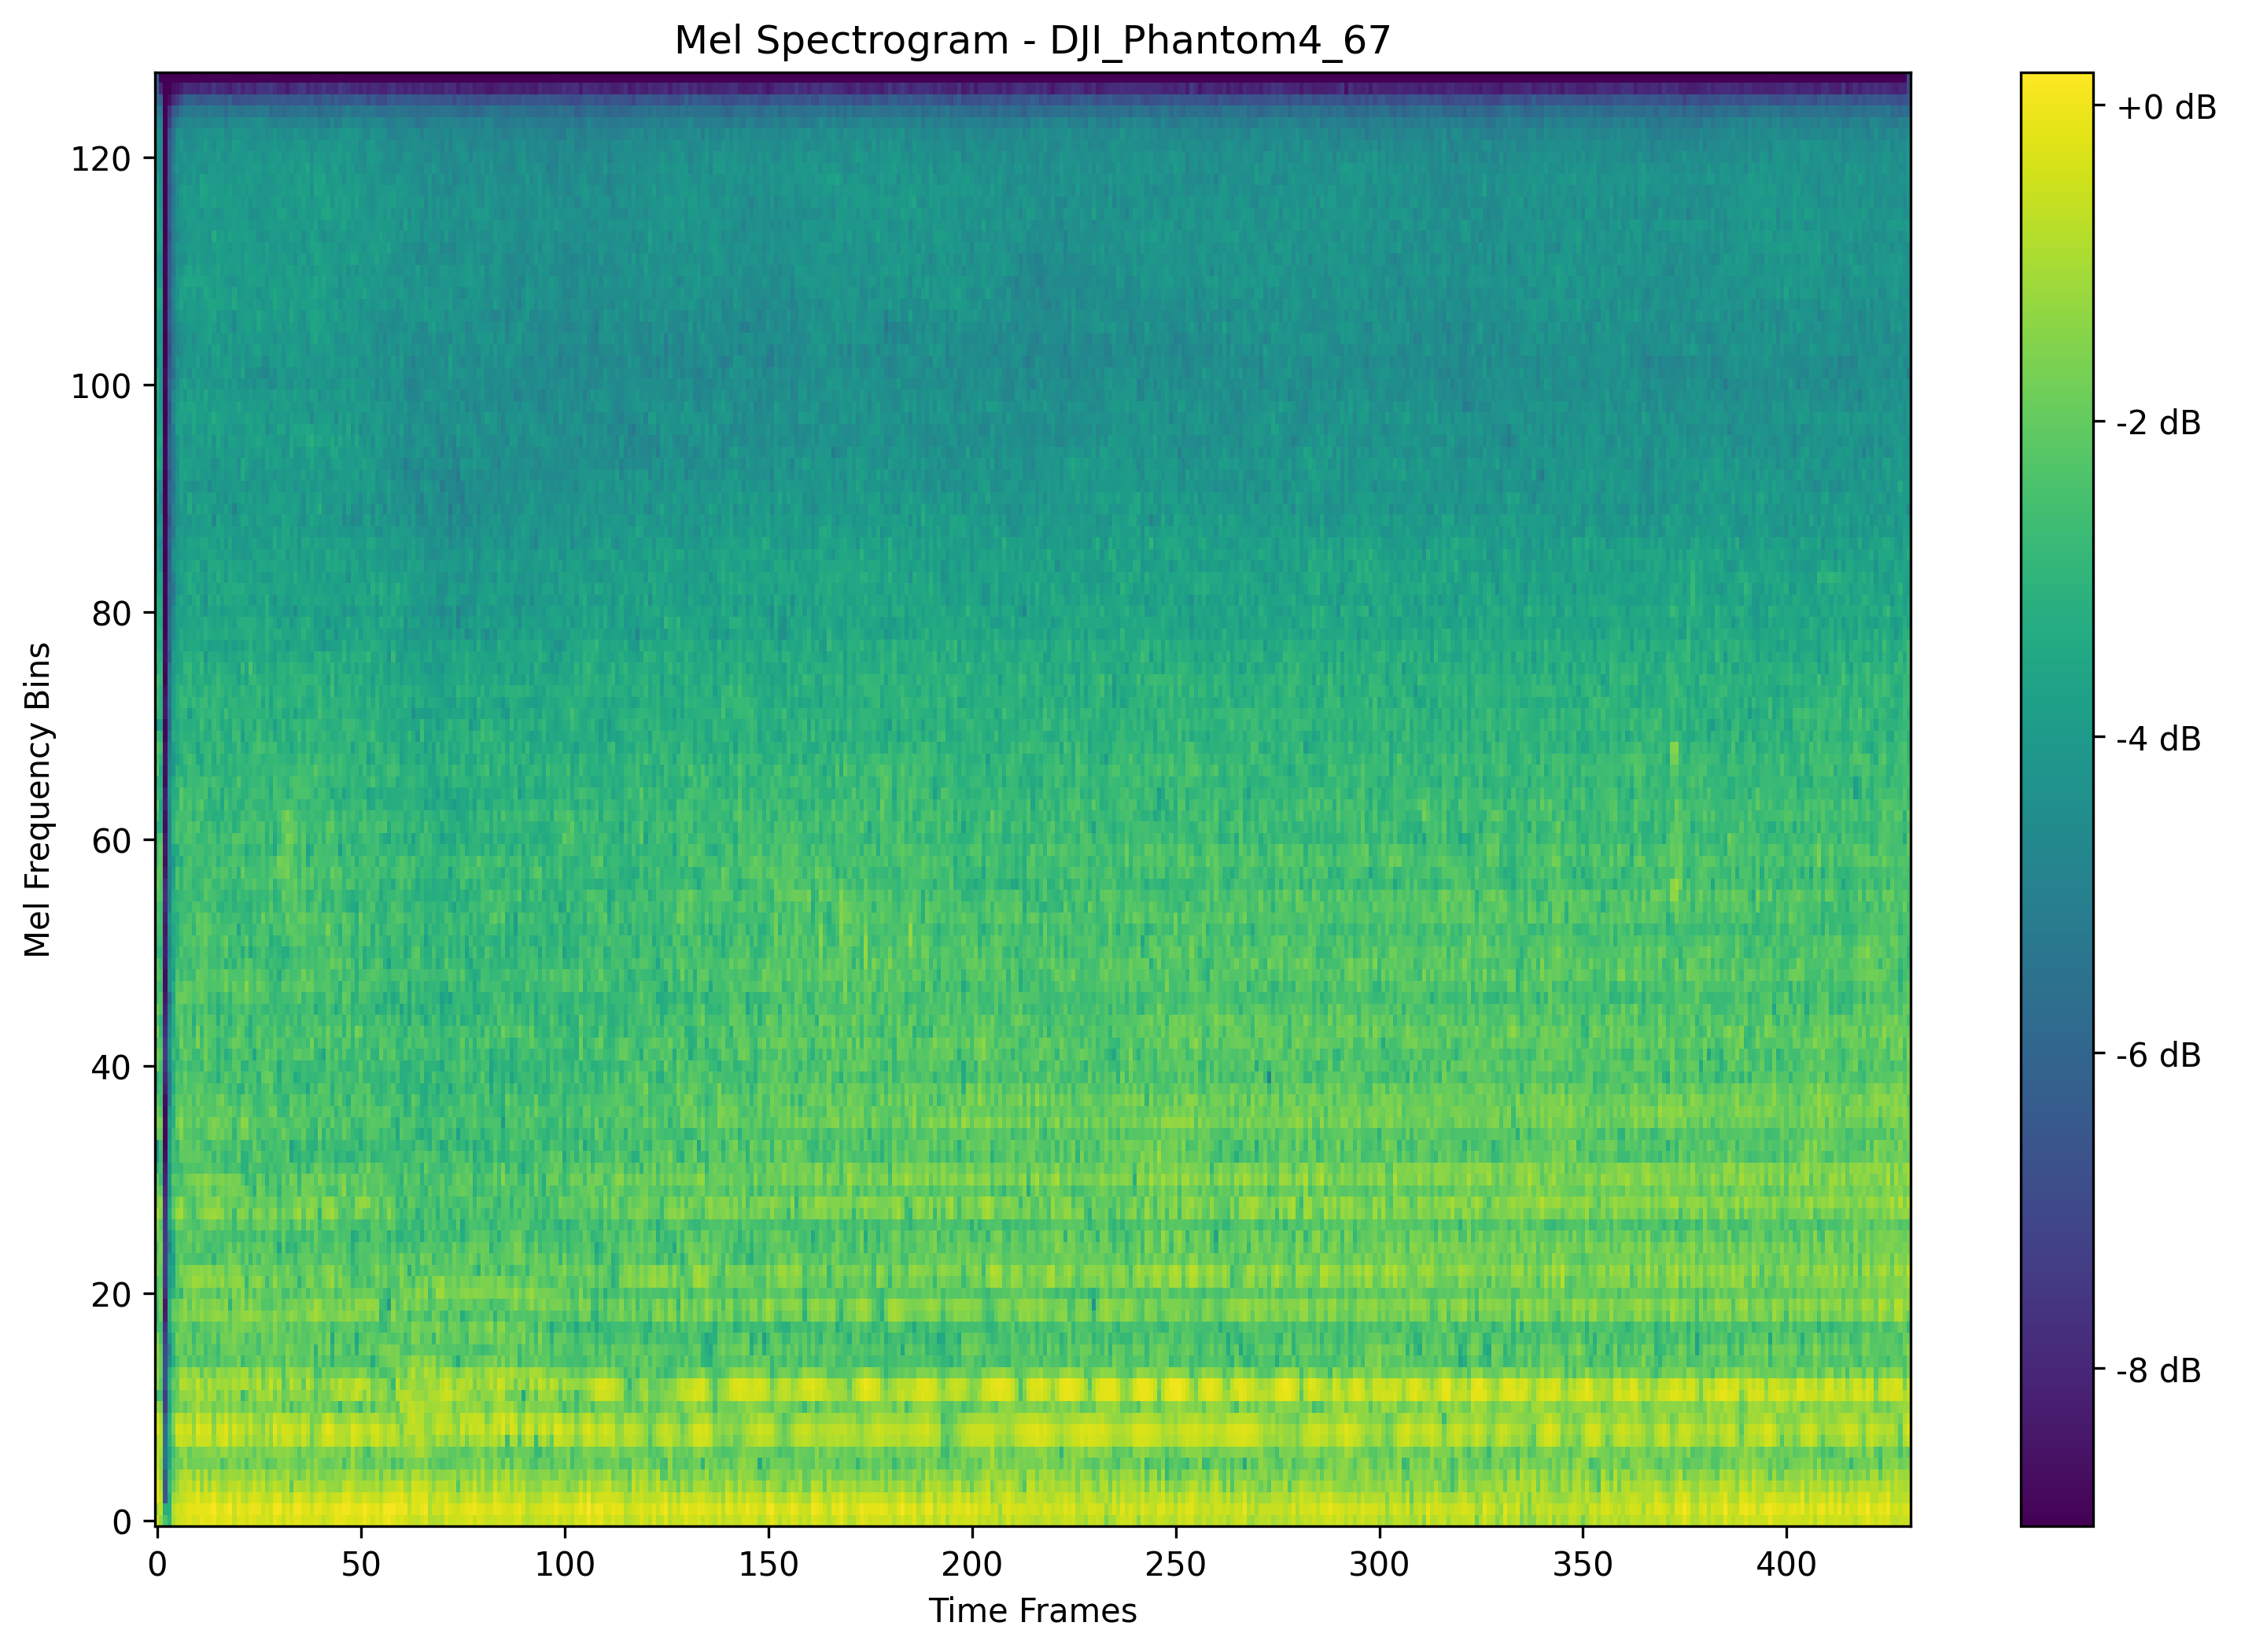 Mel Spectrogram - DJI_Phantom4_67
Mel Frequency Bins
120
100
80
60
40
20
0
0 50 100 150 200 250 300 350 400
Time Frames
+0 dB
-2 dB
-4 dB
-6 dB
-8 dB